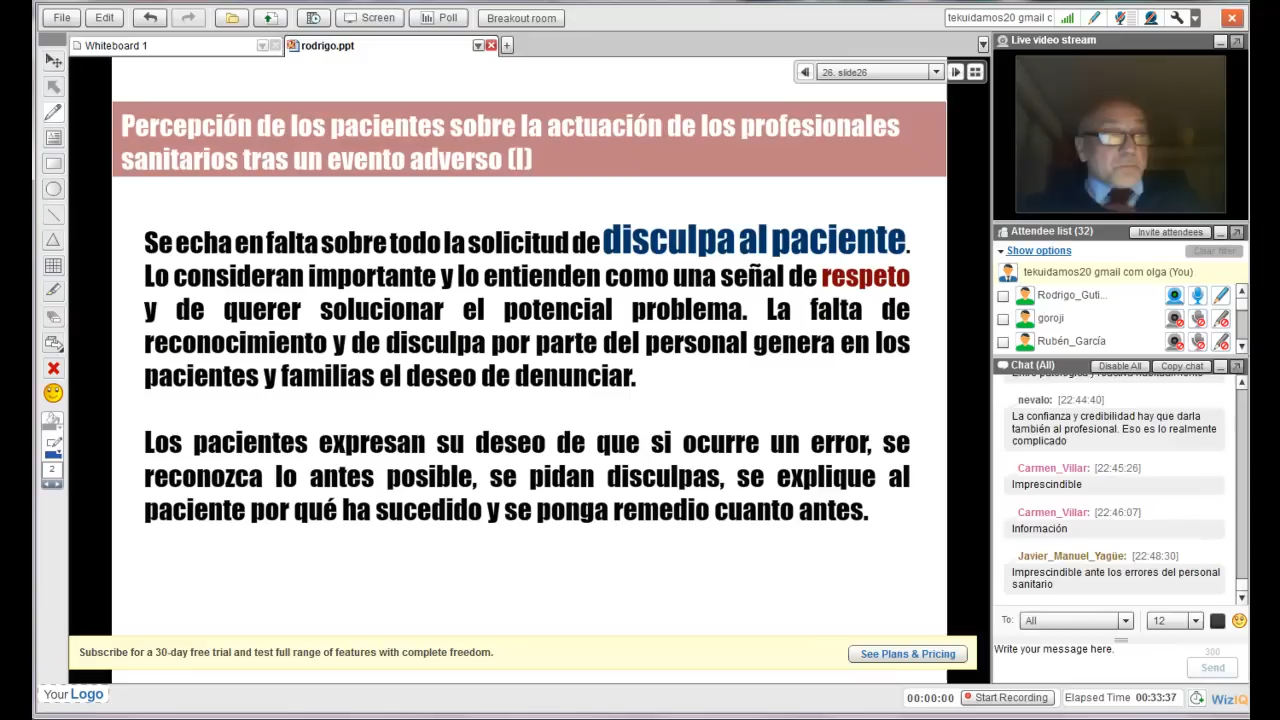 File Edit Screen Poll Breakout room
tekuidamos20 gmail c
Whiteboard 1
rodrigo.ppt
26. slide26
Percepción de los pacientes sobre la actuación de los profesionales
sanitarios tras un evento adverso (I)
Se echa en falta sobre todo la solicitud de disculpa al paciente.
Lo consideran importante y lo entienden como una señal de respeto
y de querer solucionar el potencial problema. La falta de
reconocimiento y de disculpa por parte del personal genera en los
pacientes y familias el deseo de denunciar.
Los pacientes expresan su deseo de que si ocurre un error, se
reconozca lo antes posible, se pidan disculpas, se explique al
paciente por qué ha sucedido y se ponga remedio cuanto antes.
2
Subscribe for a 30-day free trial and test full range of features with complete freedom.
See Plans & Pricing
Your Logo
Live video stream
Attendee list (32)
Invite attendees
Show options
Clear filter
tekuidamos20 gmail com olga (You)
Rodrigo_Guti...
goroji
Rubén_García
Chat (All)
Disable All
Copy chat
nevalo: [22:44:40]
La confianza y credibilidad hay que darla
también al profesional. Eso es lo realmente
complicado
Carmen_Villar: [22:45:26]
Imprescindible
Carmen_Villar: [22:46:07]
Información
Javier_Manuel_Yagüe: [22:48:30]
Imprescindible ante los errores del personal
sanitario
To: All 12
Write your message here.
300
Send
00:00:00 Start Recording Elapsed Time 00:33:37 WizIQ